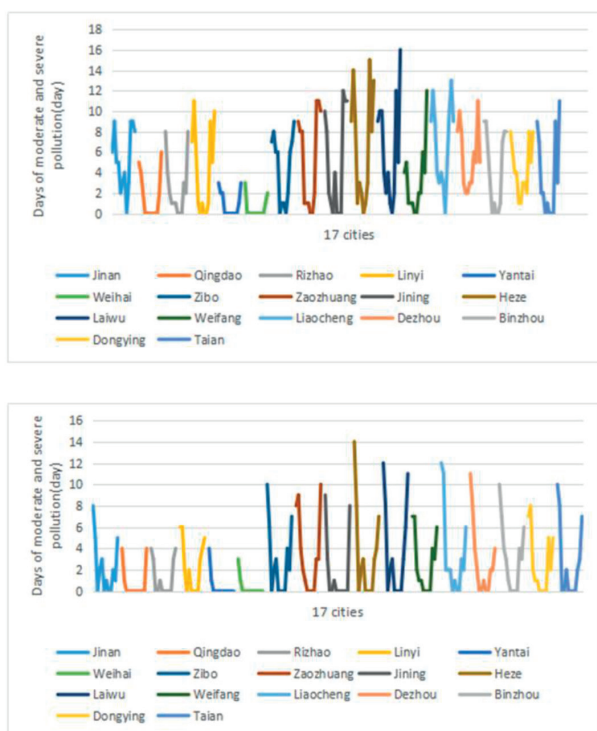 Days of moderate and severe
pollution(day)
18
16
14
12
10
8
6
4
2
0
17 cities
Jinan Qingdao Rizhao Linyi Yantai
Weihai Zibo Zaozhuang Jining Heze
Laiwu Weifang Liaocheng Dezhou Binzhou
Dongying Taian
Days of moderate and severe
pollution(day)
16
14
12
10
8
6
4
2
0
17 cities
Jinan Qingdao Rizhao Linyi Yantai
Weihai Zibo Zaozhuang Jining Heze
Laiwu Weifang Liaocheng Dezhou Binzhou
Dongying Taian